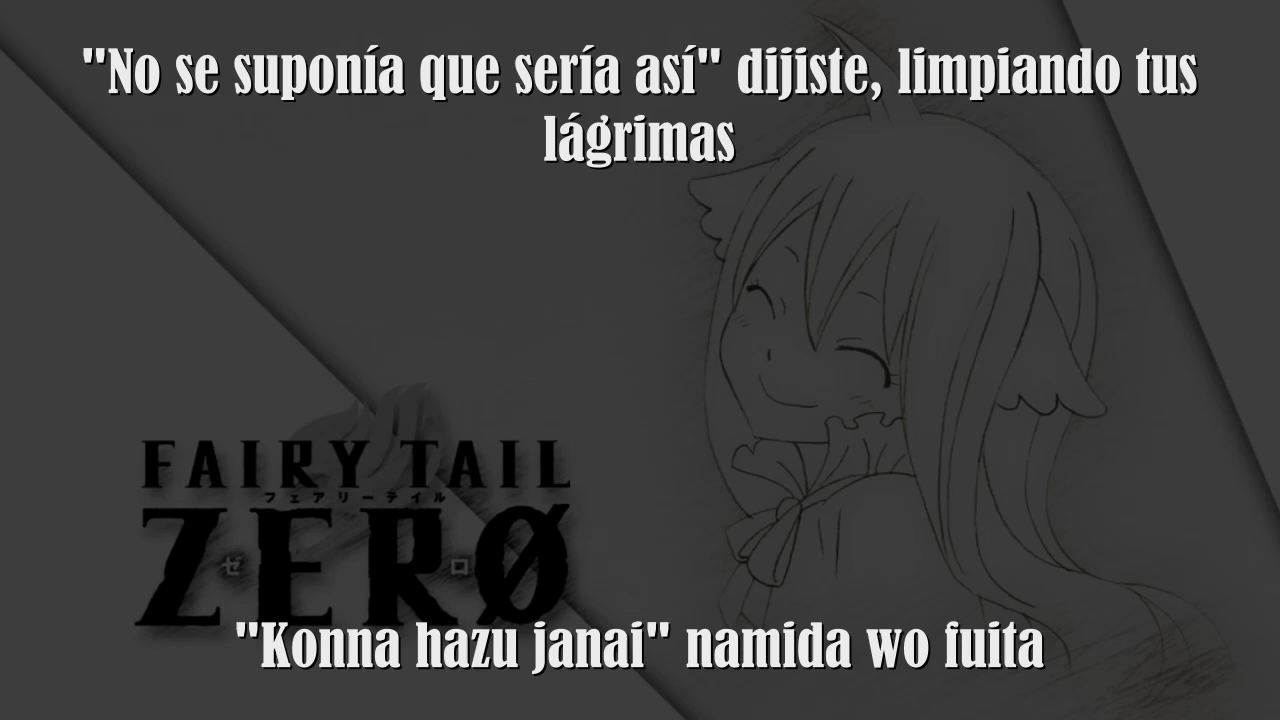 "No se suponía que sería así" dijiste, limpiando tus
lágrimas
FAIRY TAIL
フェアリーテイル
ZERØ
ゼロ
"Konna hazu janai" namida wo fuita